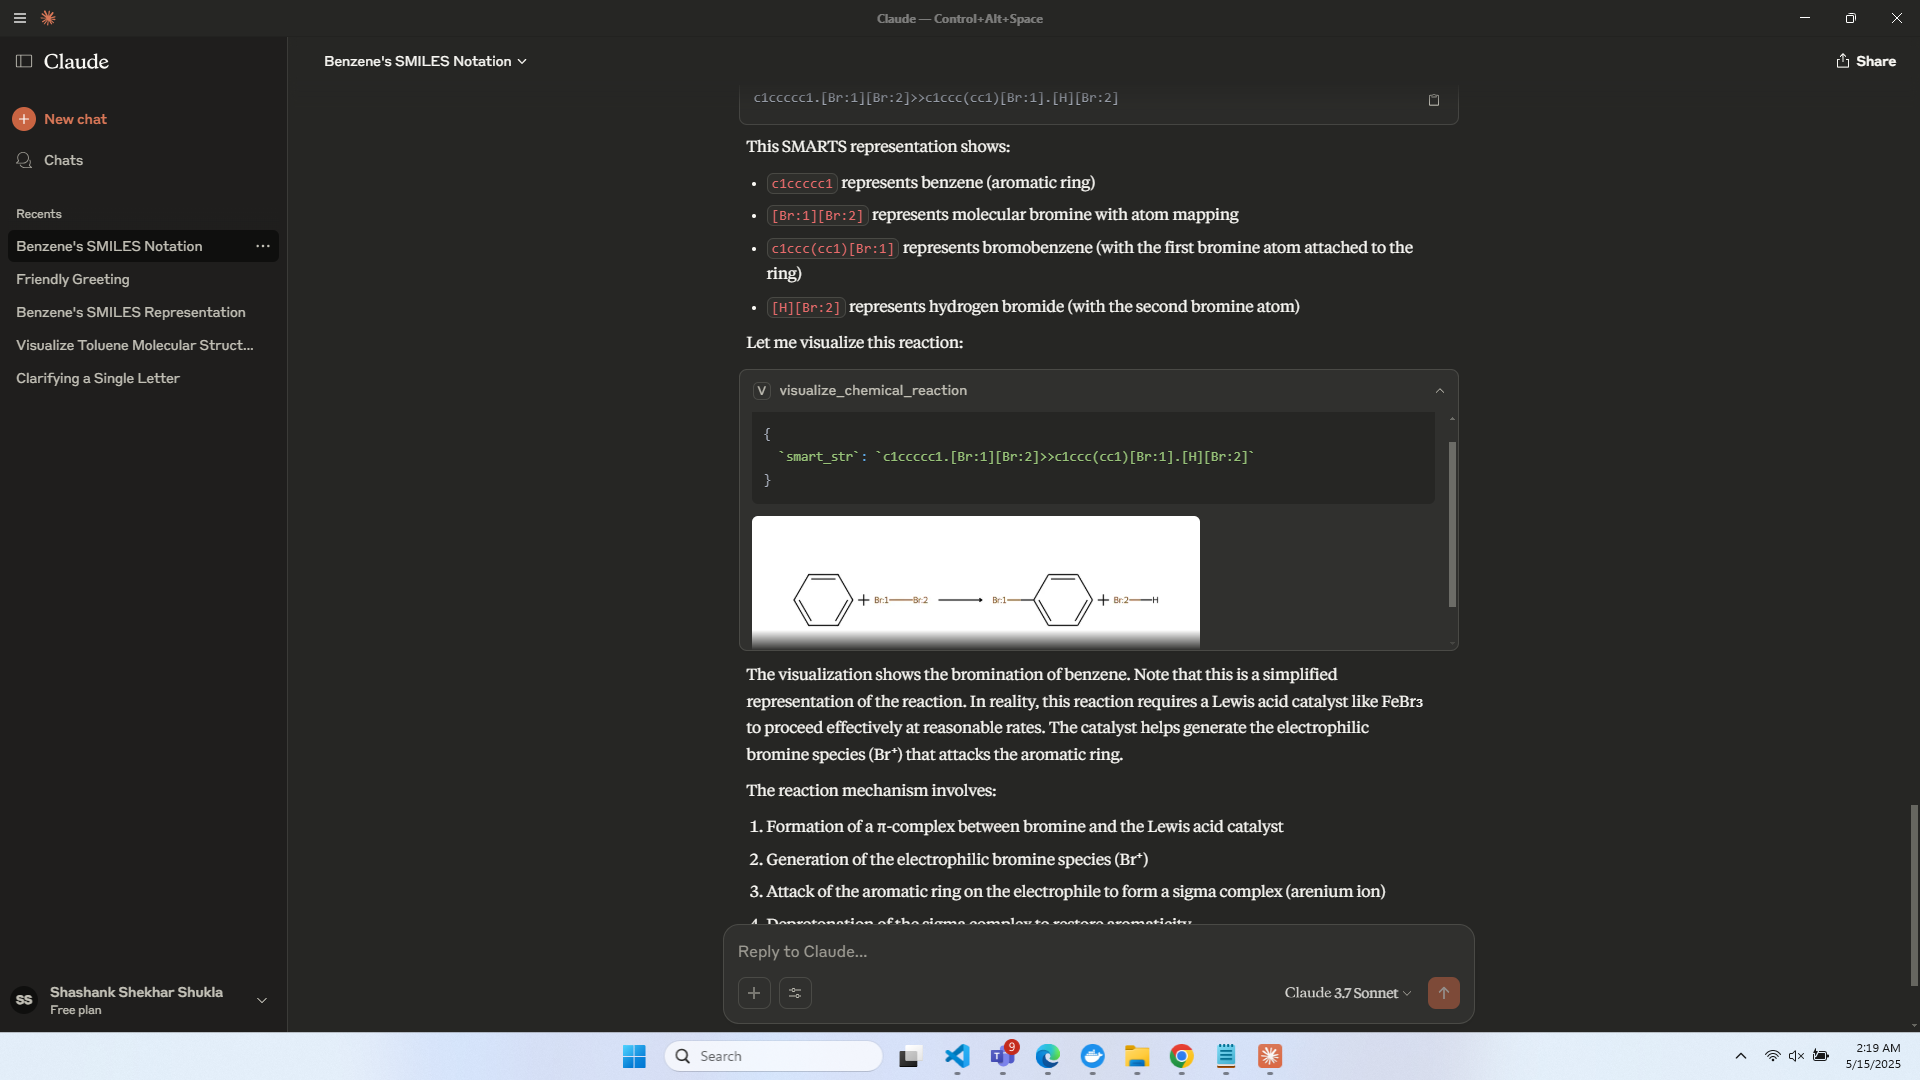 Claude — Control+Alt+Space
Claude
Benzene's SMILES Notation
Share
New chat
Chats
Recents
Benzene's SMILES Notation
Friendly Greeting
Benzene's SMILES Representation
Visualize Toluene Molecular Struct...
Clarifying a Single Letter
c1ccccc1.[Br:1][Br:2]>>c1ccc(cc1)[Br:1].[H][Br:2]
This SMARTS representation shows:
• c1ccccc1 represents benzene (aromatic ring)
• [Br:1][Br:2] represents molecular bromine with atom mapping
• c1ccc(cc1)[Br:1] represents bromobenzene (with the first bromine atom attached to the
ring)
• [H][Br:2] represents hydrogen bromide (with the second bromine atom)
Let me visualize this reaction:
V visualize_chemical_reaction
{
`smart_str`: `c1ccccc1.[Br:1][Br:2]>>c1ccc(cc1)[Br:1].[H][Br:2]`
}
+ Br:1 Br:2 Br:1 + Br:2 H
The visualization shows the bromination of benzene. Note that this is a simplified
representation of the reaction. In reality, this reaction requires a Lewis acid catalyst like FeBr₃
to proceed effectively at reasonable rates. The catalyst helps generate the electrophilic
bromine species (Br⁺) that attacks the aromatic ring.
The reaction mechanism involves:
1. Formation of a π-complex between bromine and the Lewis acid catalyst
2. Generation of the electrophilic bromine species (Br⁺)
3. Attack of the aromatic ring on the electrophile to form a sigma complex (arenium ion)
4. Deprotonation of the sigma complex to restore aromaticity
Reply to Claude...
Claude 3.7 Sonnet
SS
Shashank Shekhar Shukla
Free plan
Search
9
2:19 AM
5/15/2025